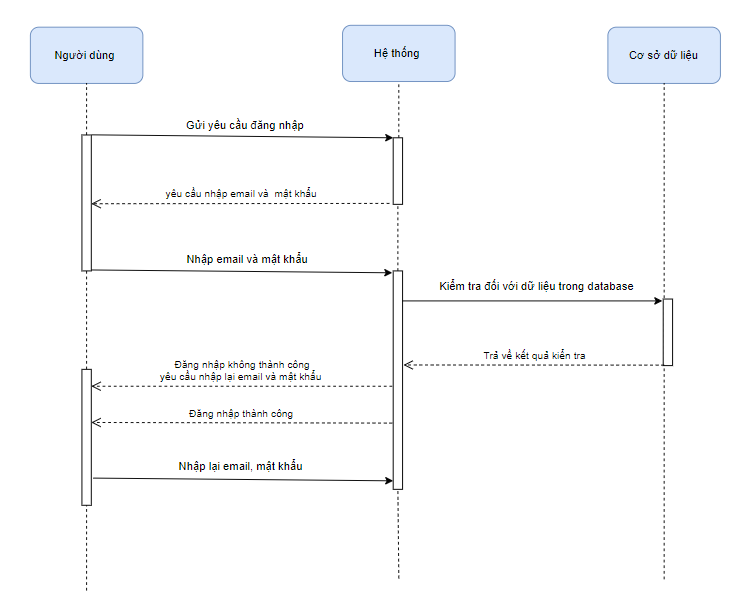 Người dùng
Hệ thống
Cơ sở dữ liệu
Gửi yêu cầu đăng nhập
yêu cầu nhập email và mật khẩu
Nhập email và mật khẩu
Kiểm tra đối với dữ liệu trong database
Trả về kết quả kiển tra
Đăng nhập không thành công
yêu cầu nhập lại email và mật khẩu
Đăng nhập thành công
Nhập lại email, mật khẩu